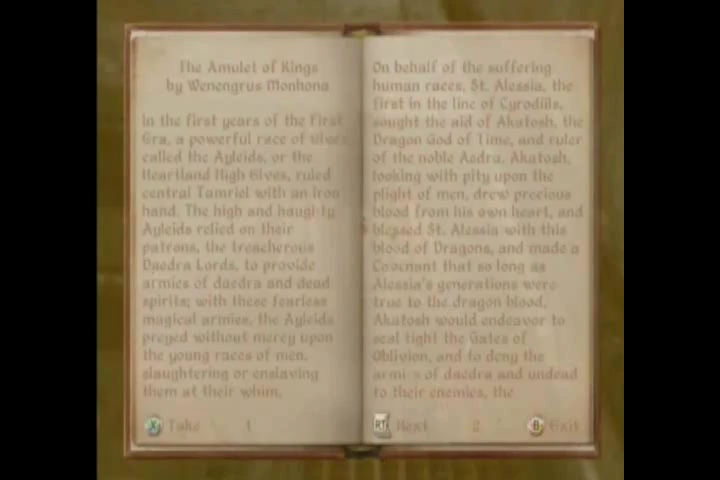 The Amulet of Kings
by Wenengrus Monhona
In the first years of the First
Era, a powerful race of Elves
called the Ayleids, or the
Heartland High Elves, ruled
central Tamriel with an iron
hand. The high and haughty
Ayleids relied on their
patrons, the treacherous
Daedra Lords, to provide
armies of daedra and dead
spirits; with these fearless
magical armies, the Ayleids
preyed without mercy upon
the young races of men,
slaughtering or enslaving
them at their whim.
X Take 1
On behalf of the suffering
human races, St. Alessia, the
first in the line of Cyrodiils,
sought the aid of Akatosh, the
Dragon God of Time, and ruler
of the noble Aedra. Akatosh,
looking with pity upon the
plight of men, drew precious
blood from his own heart, and
blessed St. Alessia with this
blood of Dragons, and made a
Covenant that so long as
Alessia's generations were
true to the dragon blood,
Akatosh would endeavor to
seal tight the Gates of
Oblivion, and to deny the
armies of daedra and undead
to their enemies, the
RT Next 2 B Exit